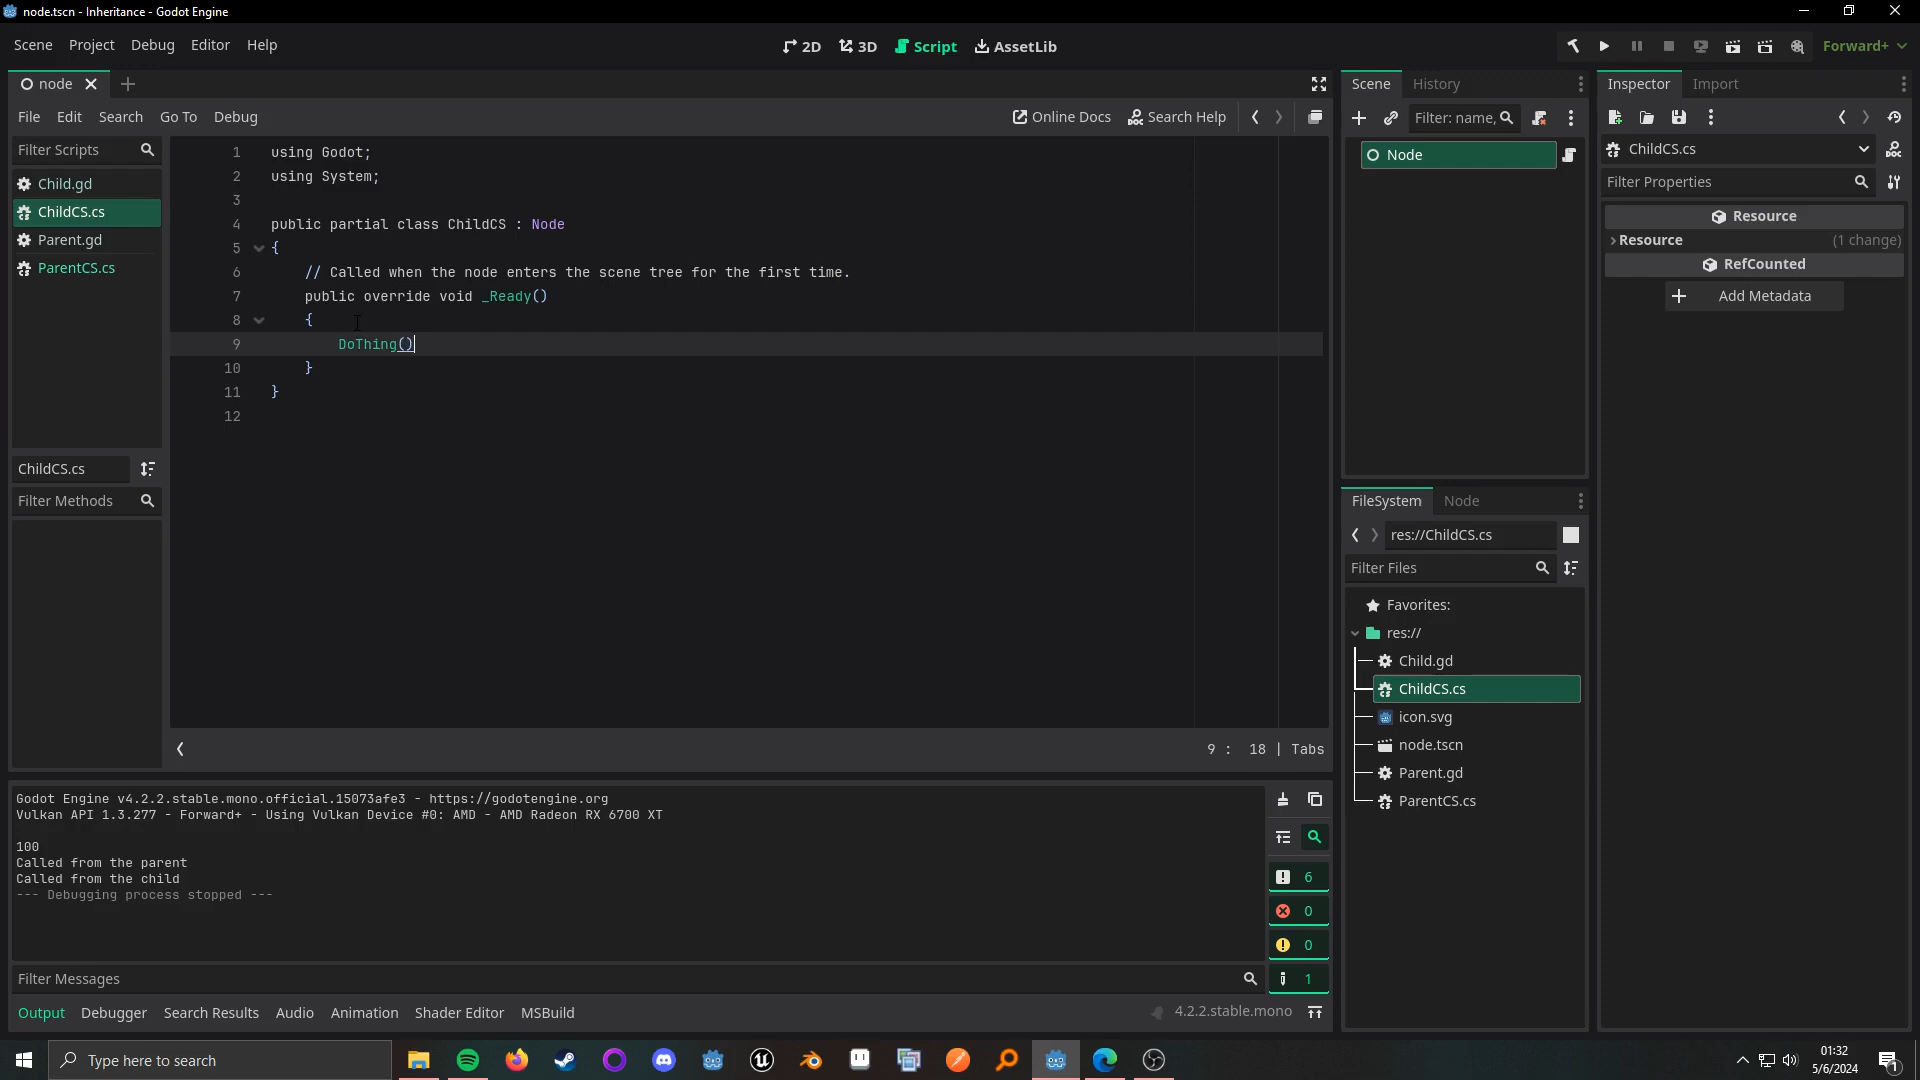 node.tscn - Inheritance - Godot Engine
Scene Project Debug Editor Help
2D 3D Script AssetLib
Forward+
node
File Edit Search Go To Debug
Online Docs Search Help
Filter Scripts
Child.gd
ChildCS.cs
Parent.gd
ParentCS.cs
ChildCS.cs
Filter Methods
1 using Godot;
2 using System;
3
4 public partial class ChildCS : Node
5 {
6 // Called when the node enters the scene tree for the first time.
7 public override void _Ready()
8 {
9 DoThing()
10 }
11 }
12
9 : 18 | Tabs
Godot Engine v4.2.2.stable.mono.official.15073afe3 - https://godotengine.org
Vulkan API 1.3.277 - Forward+ - Using Vulkan Device #0: AMD - AMD Radeon RX 6700 XT
100
Called from the parent
Called from the child
--- Debugging process stopped ---
6
0
0
1
Filter Messages
Output Debugger Search Results Audio Animation Shader Editor MSBuild
4.2.2.stable.mono
Scene History
Filter: name,
Node
FileSystem Node
res://ChildCS.cs
Filter Files
Favorites:
res://
Child.gd
ChildCS.cs
icon.svg
node.tscn
Parent.gd
ParentCS.cs
Inspector Import
ChildCS.cs
Filter Properties
Resource
Resource (1 change)
RefCounted
Add Metadata
Type here to search
01:32
5/6/2024
1